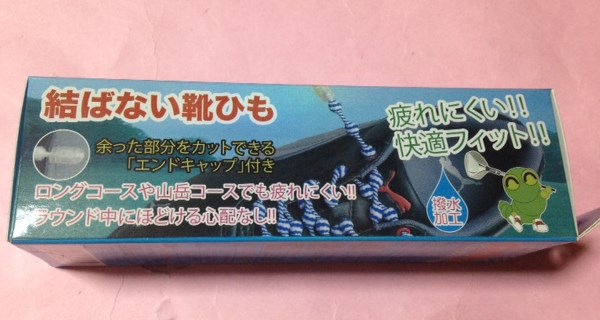 結ばない靴ひも
余った部分をカットできる
「エンドキャップ」付き
ロングコースや山岳コースでも疲れにくい!!
ラウンド中にほどける心配なし!!
疲れにくい!!
快適フィット!!
撥水
加工